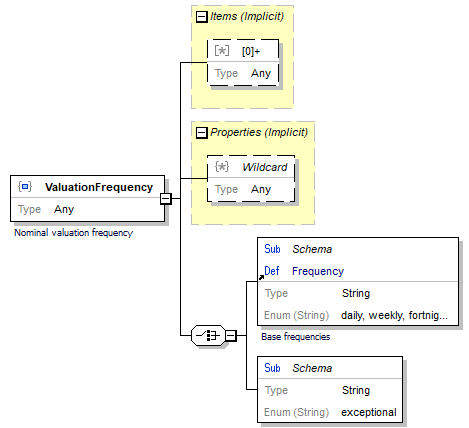 Items (Implicit)
[0]+
Type Any
Properties (Implicit)
Wildcard
Type Any
ValuationFrequency
Type Any
Nominal valuation frequency
Sub Schema
Def Frequency
Type String
Enum (String) daily, weekly, fortnig...
Base frequencies
Sub Schema
Type String
Enum (String) exceptional